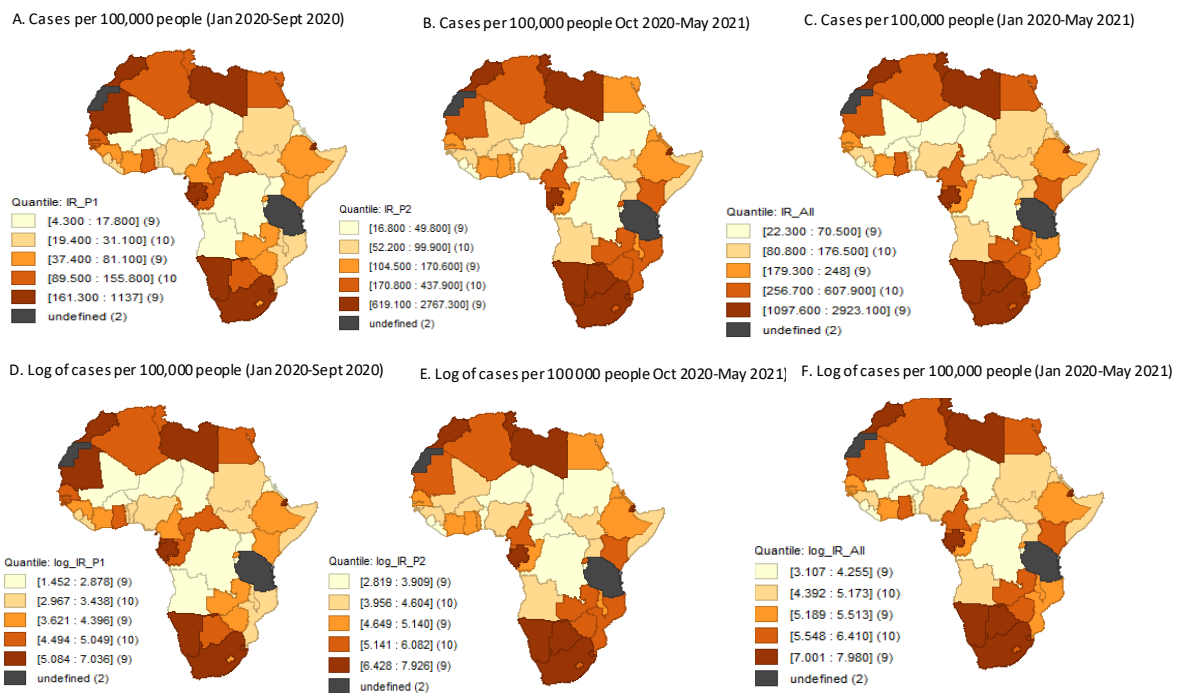 A. Cases per 100,000 people (Jan 2020-Sept 2020)
B. Cases per 100,000 people Oct 2020-May 2021)
C. Cases per 100,000 people (Jan 2020-May 2021)
Quantile: IR_P1
[4.300 : 17.800] (9)
[19.400 : 31.100] (10)
[37.400 : 81.100] (9)
[89.500 : 155.800] (10
[161.300 : 1137] (9)
undefined (2)
Quantile: IR_P2
[16.800 : 49.800] (9)
[52.200 : 99.900] (10)
[104.500 : 170.600] (9)
[170.800 : 437.900] (10)
[619.100 : 2767.300] (9)
undefined (2)
Quantile: IR_All
[22.300 : 70.500] (9)
[80.800 : 176.500] (10)
[179.300 : 248] (9)
[256.700 : 607.900] (10)
[1097.600 : 2923.100] (9)
undefined (2)
D. Log of cases per 100,000 people (Jan 2020-Sept 2020)
E. Log of cases per 100000 people Oct 2020-May 2021)
F. Log of cases per 100,000 people (Jan 2020-May 2021)
Quantile: log_IR_P1
[1.452 : 2.878] (9)
[2.967 : 3.438] (10)
[3.621 : 4.396] (9)
[4.494 : 5.049] (10)
[5.084 : 7.036] (9)
undefined (2)
Quantile: log_IR_P2
[2.819 : 3.909] (9)
[3.956 : 4.604] (10)
[4.649 : 5.140] (9)
[5.141 : 6.082] (10)
[6.428 : 7.926] (9)
undefined (2)
Quantile: log_IR_All
[3.107 : 4.255] (9)
[4.392 : 5.173] (10)
[5.189 : 5.513] (9)
[5.548 : 6.410] (10)
[7.001 : 7.980] (9)
undefined (2)